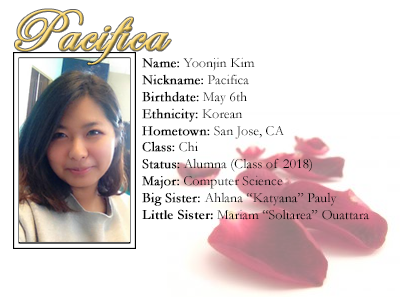 Pacifica
Name: Yoonjin Kim
Nickname: Pacifica
Birthdate: May 6th
Ethnicity: Korean
Hometown: San Jose, CA
Class: Chi
Status: Alumna (Class of 2018)
Major: Computer Science
Big Sister: Ahlana “Katyana” Pauly
Little Sister: Mariam “Soltarea” Ouattara